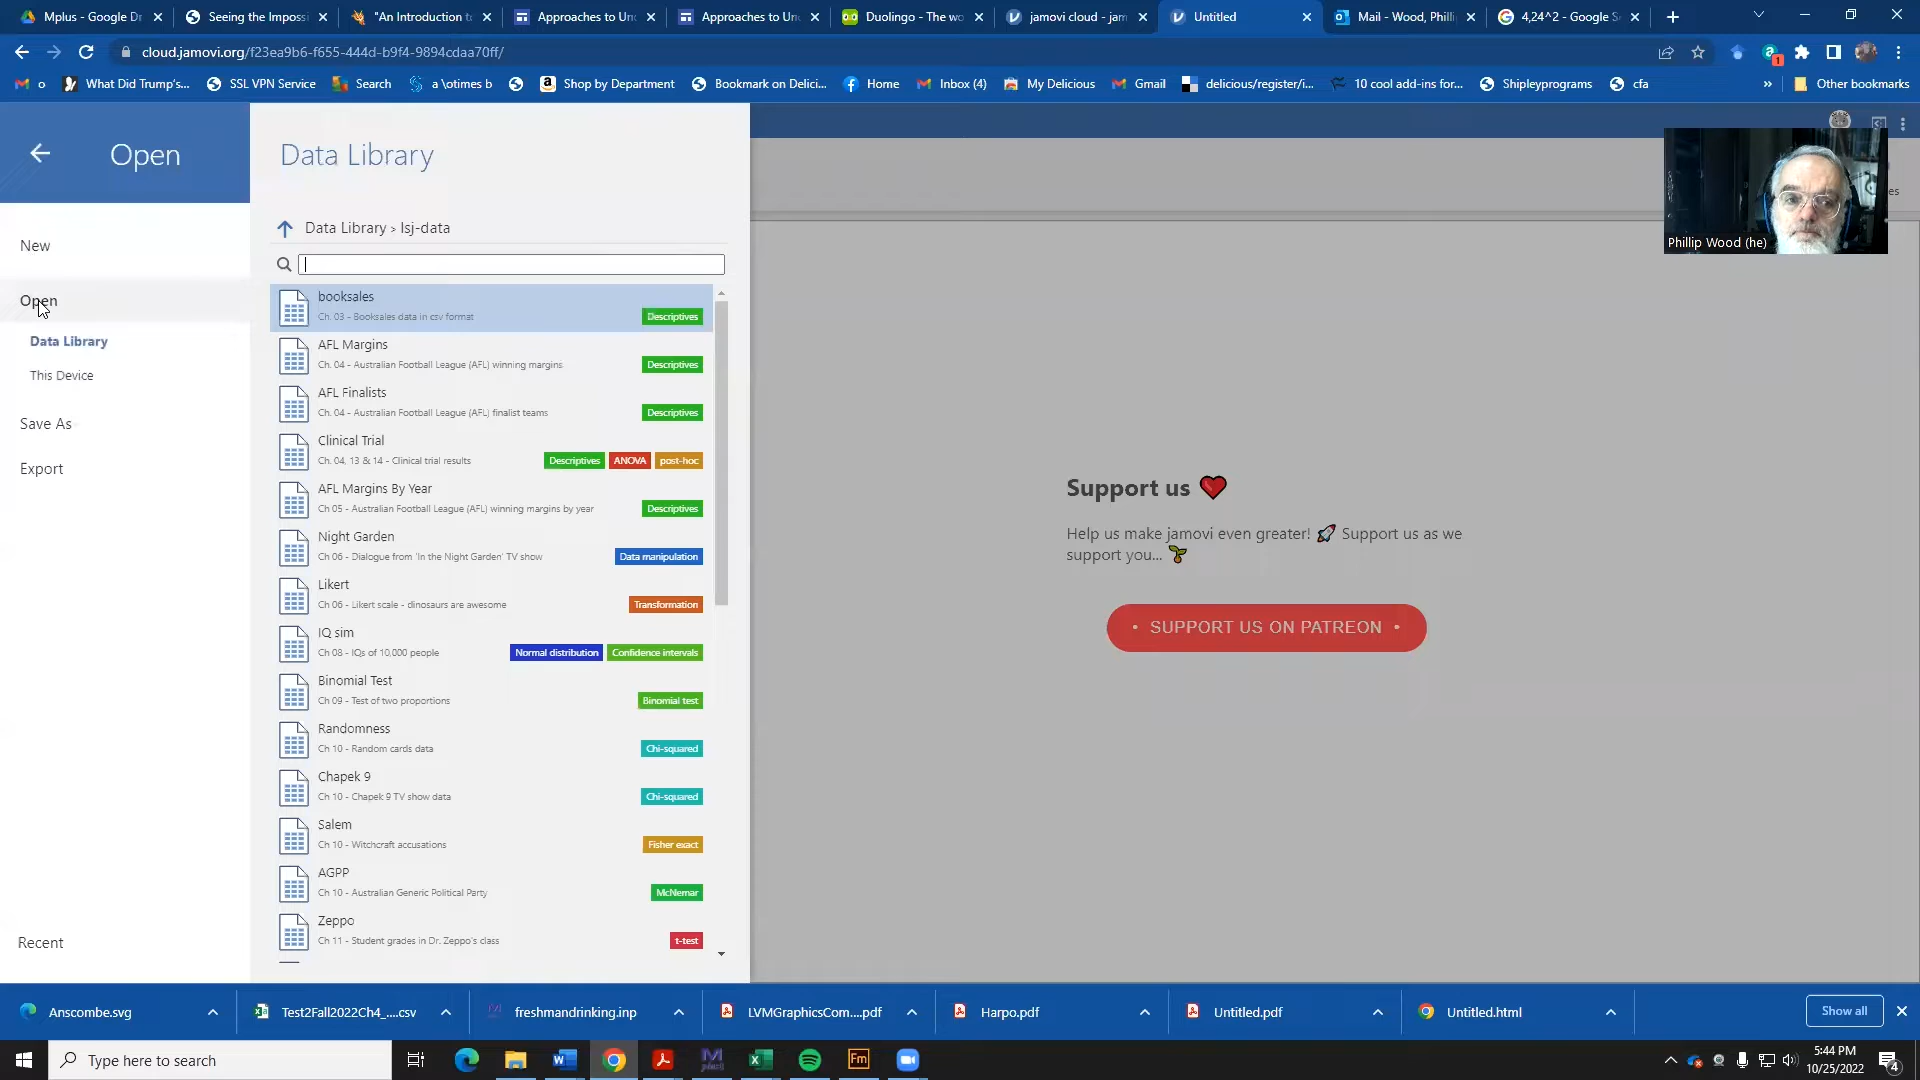 Mplus - Google Dr
Seeing the Imposs
"An Introduction to
Approaches to Unc
Approaches to Unc
Duolingo - The wo
jamovi cloud - jam
Untitled
Mail - Wood, Philli
4,24^2 - Google Se
cloud.jamovi.org/f23ea9b6-f655-444d-b9f4-9894cdaa70ff/
o
What Did Trump's...
SSL VPN Service
Search
a \otimes b
Shop by Department
Bookmark on Delici...
Home
Inbox (4)
My Delicious
Gmail
delicious/register/i...
10 cool add-ins for...
Shipleyprograms
cfa
»
Other bookmarks
Open
New
Open
Data Library
This Device
Save As
Export
Recent
Data Library
Data Library > lsj-data
booksales
Ch. 03 - Booksales data in csv format
Descriptives
AFL Margins
Ch. 04 - Australian Football League (AFL) winning margins
Descriptives
AFL Finalists
Ch. 04 - Australian Football League (AFL) finalist teams
Descriptives
Clinical Trial
Ch. 04, 13 & 14 - Clinical trial results
Descriptives ANOVA post-hoc
AFL Margins By Year
Ch 05 - Australian Football League (AFL) winning margins by year
Descriptives
Night Garden
Ch 06 - Dialogue from 'In the Night Garden' TV show
Data manipulation
Likert
Ch 06 - Likert scale - dinosaurs are awesome
Transformation
IQ sim
Ch 08 - IQs of 10,000 people
Normal distribution Confidence intervals
Binomial Test
Ch 09 - Test of two proportions
Binomial test
Randomness
Ch 10 - Random cards data
Chi-squared
Chapek 9
Ch 10 - Chapek 9 TV show data
Chi-squared
Salem
Ch 10 - Witchcraft accusations
Fisher exact
AGPP
Ch 10 - Australian Generic Political Party
McNemar
Zeppo
Ch 11 - Student grades in Dr. Zeppo's class
t-test
Phillip Wood (he)
es
Support us
Help us make jamovi even greater! Support us as we
support you...
• SUPPORT US ON PATREON •
Anscombe.svg
Test2Fall2022Ch4_....csv
freshmandrinking.inp
LVMGraphicsCom....pdf
Harpo.pdf
Untitled.pdf
Untitled.html
Show all
Type here to search
Fm
5:44 PM
10/25/2022
4